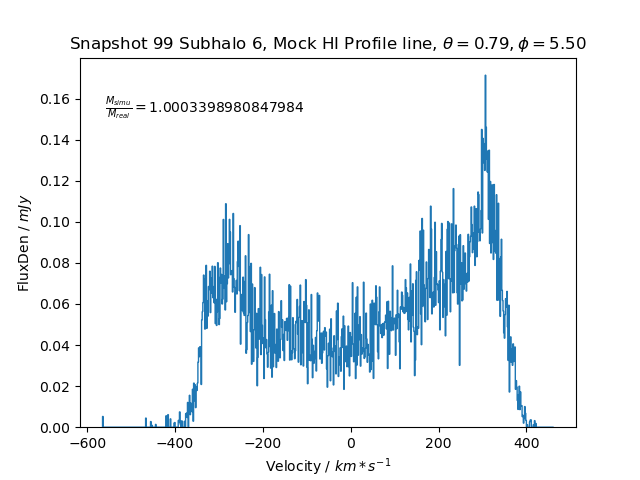 Snapshot 99 Subhalo 6, Mock HI Profile line, θ = 0.79, ϕ = 5.50
M_simu/M_real = 1.0003398980847984
FluxDen / mJy
0.16
0.14
0.12
0.10
0.08
0.06
0.04
0.02
0.00
−600 −400 −200 0 200 400
Velocity / km * s⁻¹